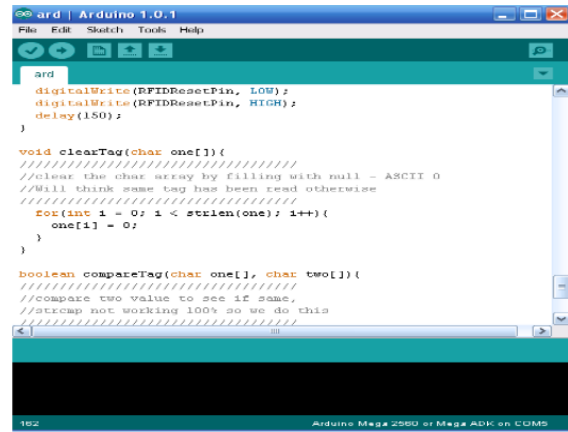 ard | Arduino 1.0.1
File Edit Sketch Tools Help
ard
digitalWrite(RFIDResetPin, LOW);
digitalWrite(RFIDResetPin, HIGH);
delay(150);
}
void clearTag(char one[]){
///////////////////////////////////
//clear the char array by filling with null - ASCII 0
//Will think same tag has been read otherwise
///////////////////////////////////
for(int i = 0; i < strlen(one); i++){
one[i] = 0;
}
}
boolean compareTag(char one[], char two[]){
///////////////////////////////////
//compare two value to see if same,
//strcmp not working 100% so we do this
///////////////////////////////////
162 Arduino Mega 2560 or Mega ADK on COM5